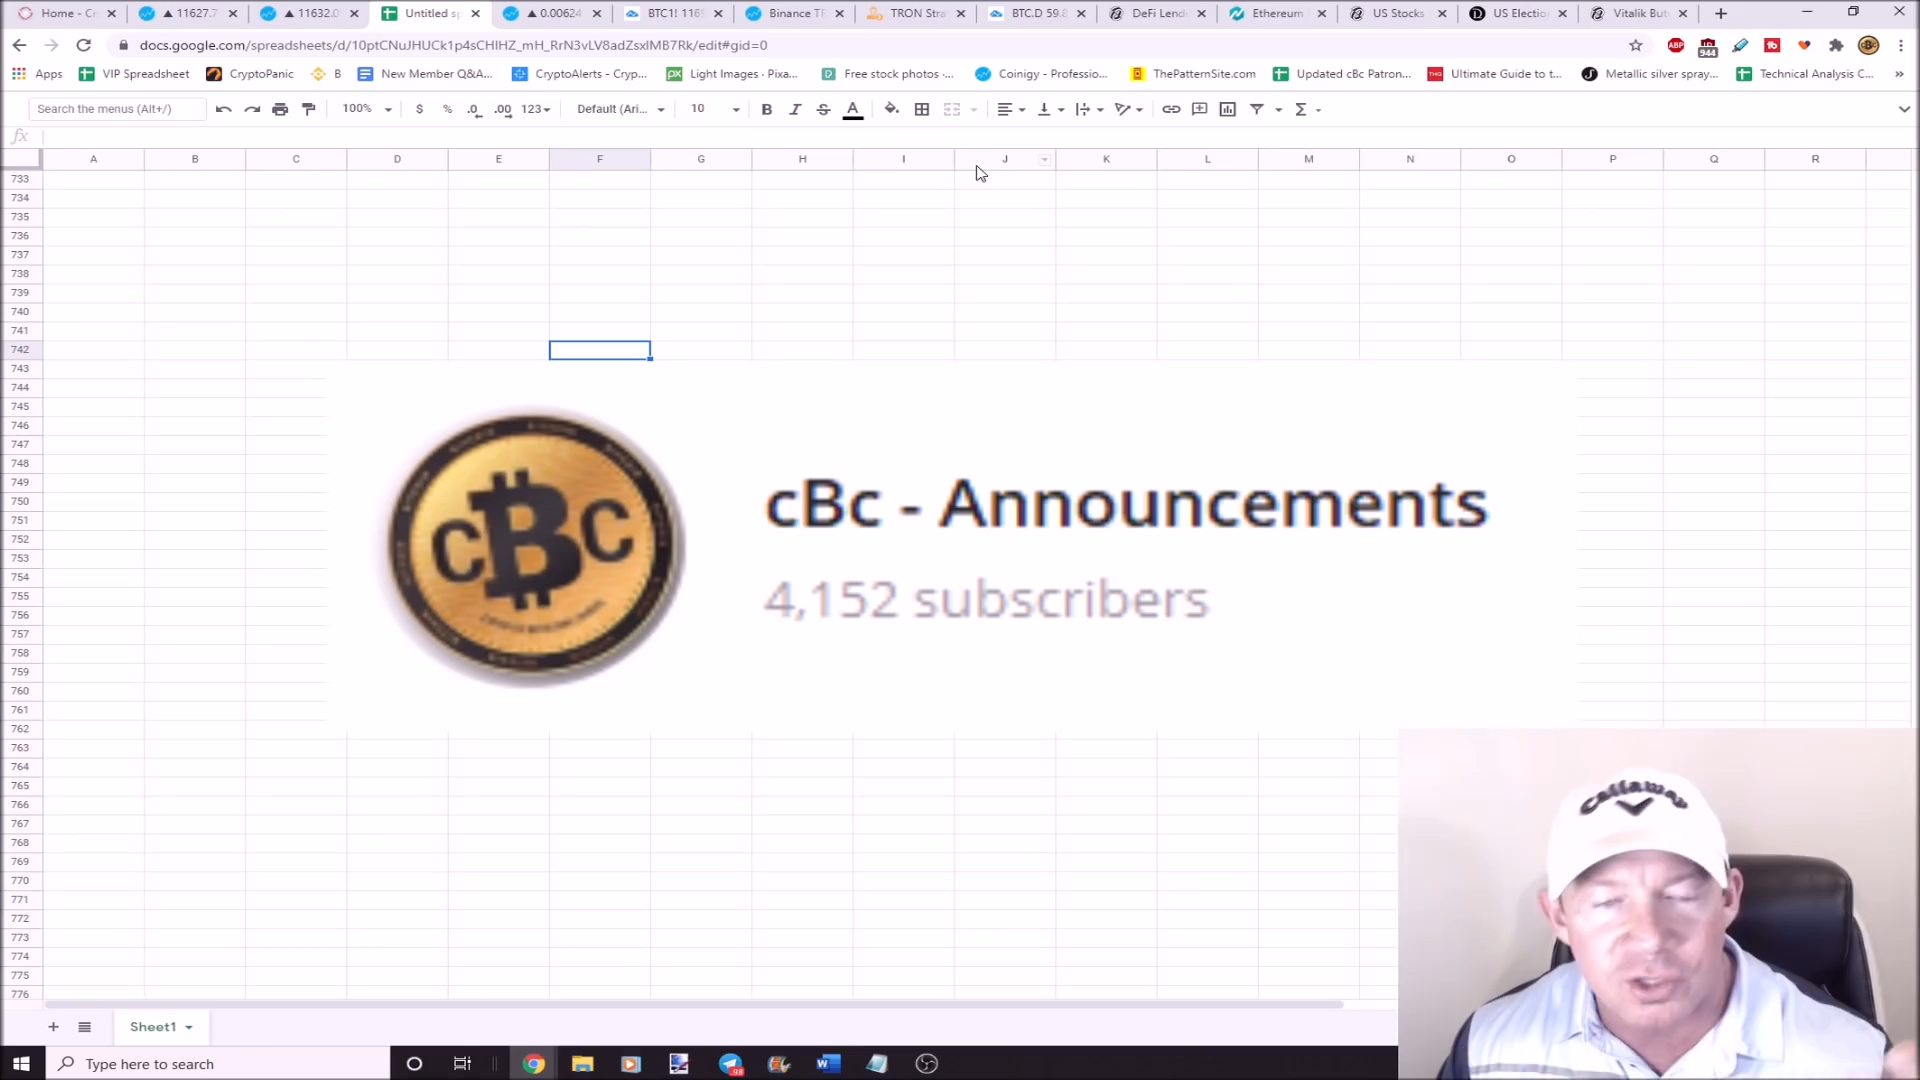 Home - Cr
▲ 11627.7
▲ 11632.0
Untitled s
▲ 0.00624
BTC1! 116
Binance TR
TRON Stra
BTC.D 59.8
DeFi Lend
Ethereum
US Stocks
US Electio
Vitalik But
docs.google.com/spreadsheets/d/10ptCNuJHUCk1p4sCHIHZ_mH_RrN3vLV8adZsxIMB7Rk/edit#gid=0
ABP
944
Apps
VIP Spreadsheet
CryptoPanic
B
New Member Q&A...
CryptoAlerts - Cryp...
Light Images · Pixa...
Free stock photos ·...
Coinigy - Professio...
ThePatternSite.com
Updated cBc Patron...
Ultimate Guide to t...
Metallic silver spray...
Technical Analysis C...
Search the menus (Alt+/)
100%
$
%
.0
.00
123
Default (Ari...
10
B
I
S
A
fx
A B C D E F G H I J K L M N O P Q R
733
734
735
736
737
738
739
740
741
742
743
744
745
746
747
748
749
750
751
752
753
754
755
756
757
758
759
760
761
762
763
764
765
766
767
768
769
770
771
772
773
774
775
776
cBc
cBc - Announcements
4,152 subscribers
Callaway
Sheet1
Type here to search
98